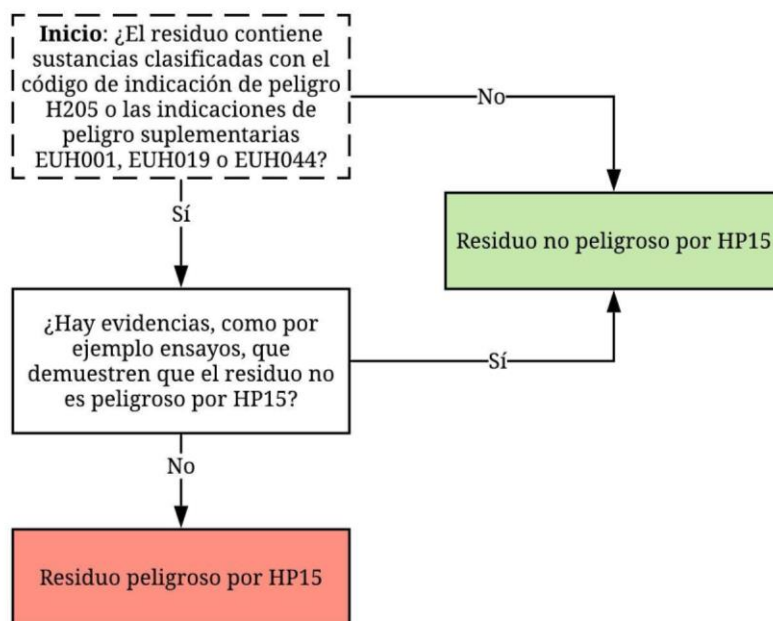 Inicio: ¿El residuo contiene
sustancias clasificadas con el
código de indicación de peligro
H205 o las indicaciones de
peligro suplementarias
EUH001, EUH019 o EUH044?
No
Sí
Residuo no peligroso por HP15
¿Hay evidencias, como por
ejemplo ensayos, que
demuestren que el residuo no
es peligroso por HP15?
Sí
No
Residuo peligroso por HP15